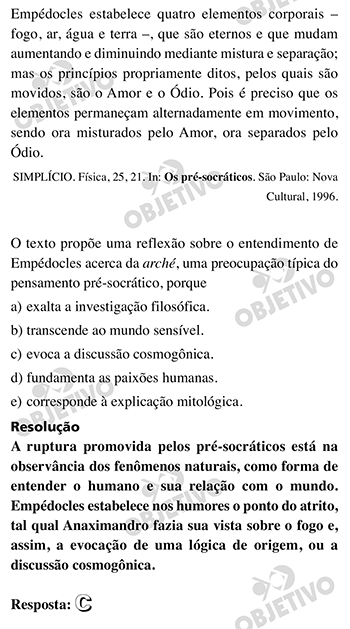 Empédocles estabelece quatro elementos corporais –
fogo, ar, água e terra –, que são eternos e que mudam
aumentando e diminuindo mediante mistura e separação;
mas os princípios propriamente ditos, pelos quais são
movidos, são o Amor e o Ódio. Pois é preciso que os
elementos permaneçam alternadamente em movimento,
sendo ora misturados pelo Amor, ora separados pelo
Ódio.
SIMPLÍCIO. Física, 25, 21. In: Os pré-socráticos. São Paulo: Nova
Cultural, 1996.
O texto propõe uma reflexão sobre o entendimento de
Empédocles acerca da arché, uma preocupação típica do
pensamento pré-socrático, porque
a) exalta a investigação filosófica.
b) transcende ao mundo sensível.
c) evoca a discussão cosmogônica.
d) fundamenta as paixões humanas.
e) corresponde à explicação mitológica.
Resolução
A ruptura promovida pelos pré-socráticos está na
observância dos fenômenos naturais, como forma de
entender o humano e sua relação com o mundo.
Empédocles estabelece nos humores o ponto do atrito,
tal qual Anaximandro fazia sua vista sobre o fogo e,
assim, a evocação de uma lógica de origem, ou a
discussão cosmogônica.
Resposta: C
OBJETIVO
OBJETIVO
OBJETIVO
OBJETIVO
OBJETIVO
OBJETIVO
OBJETIVO
OBJETIVO